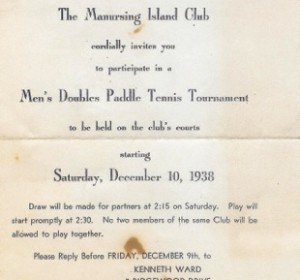 The Manursing Island Club
cordially invites you
to participate in a
Men's Doubles Paddle Tennis Tournament
to be held on the club's courts
starting
Saturday, December 10, 1938
Draw will be made for partners at 2:15 on Saturday. Play will
start promptly at 2:30. No two members of the same Club will
be allowed to play together.
Please Reply Before FRIDAY, DECEMBER 9th, to
KENNETH WARD